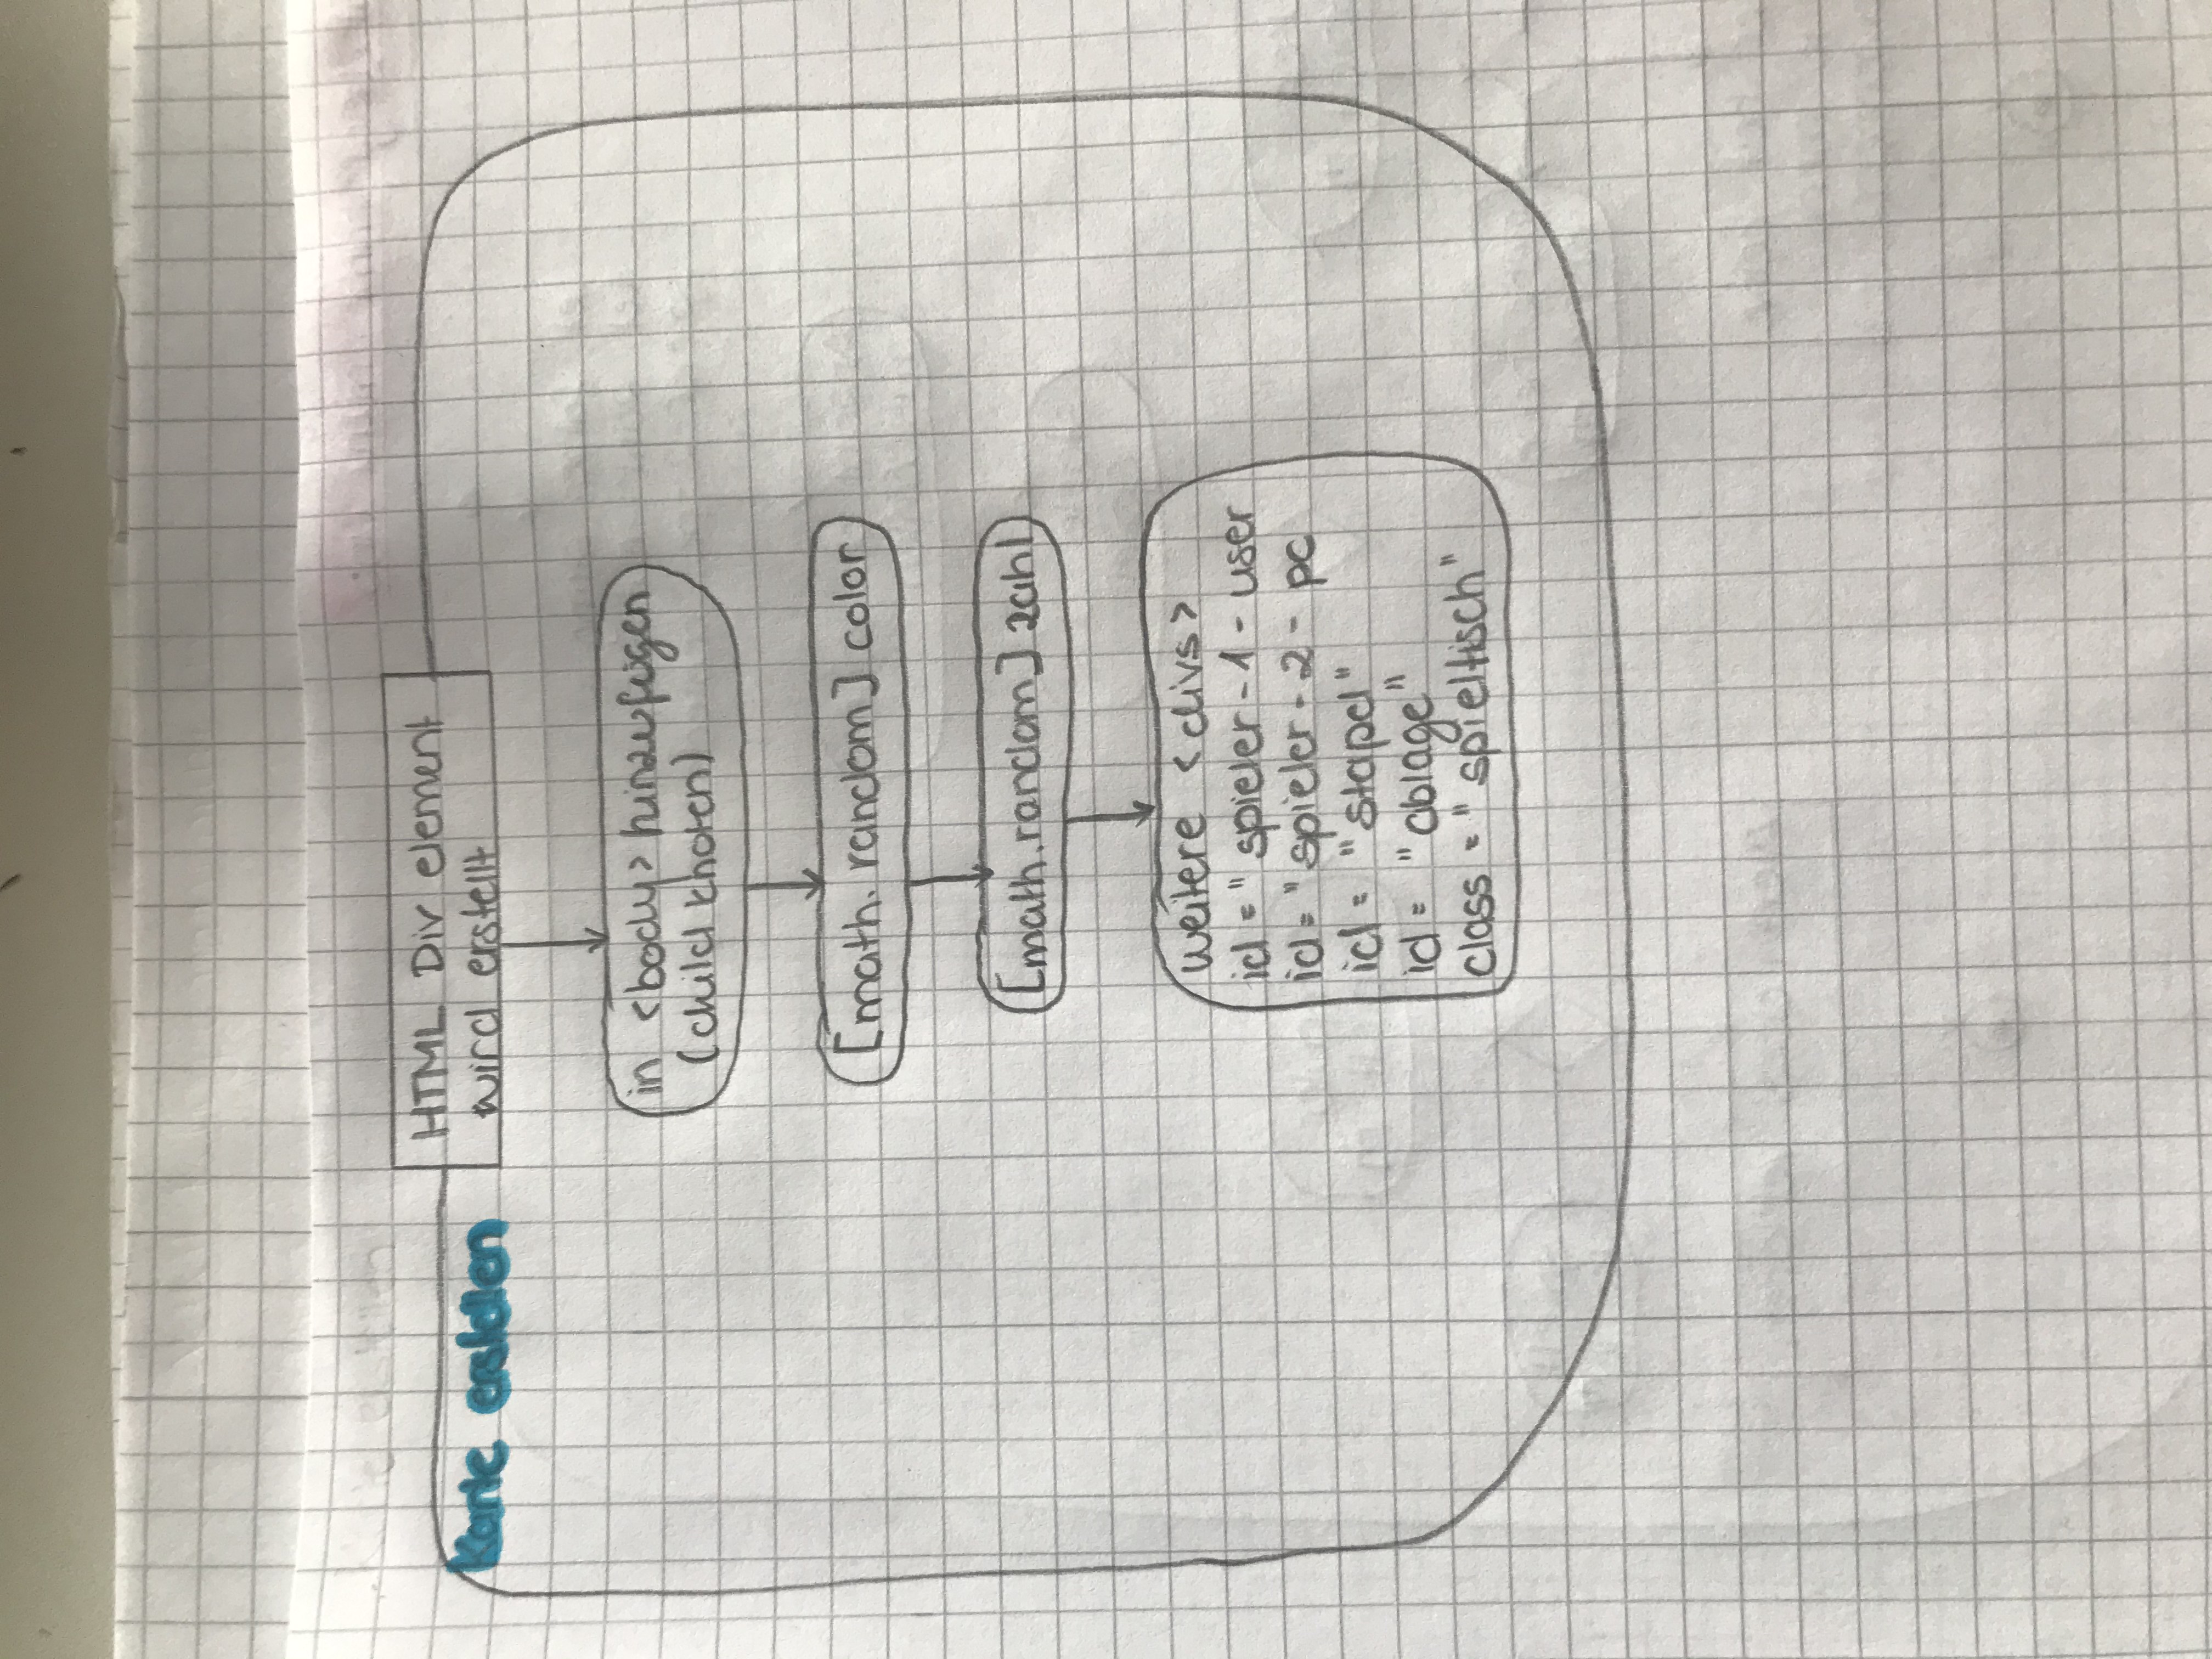 HTML Div element
wird erstellt
Karte erstellen
in <body> hinzufügen
(child knoten)
[math. random] color
[math.random] zahl
weitere <divs>
id = "spieler - 1 - user
id = "spieler - 2 - pc
id = "stapel"
id = "ablage"
class = "spieltisch"